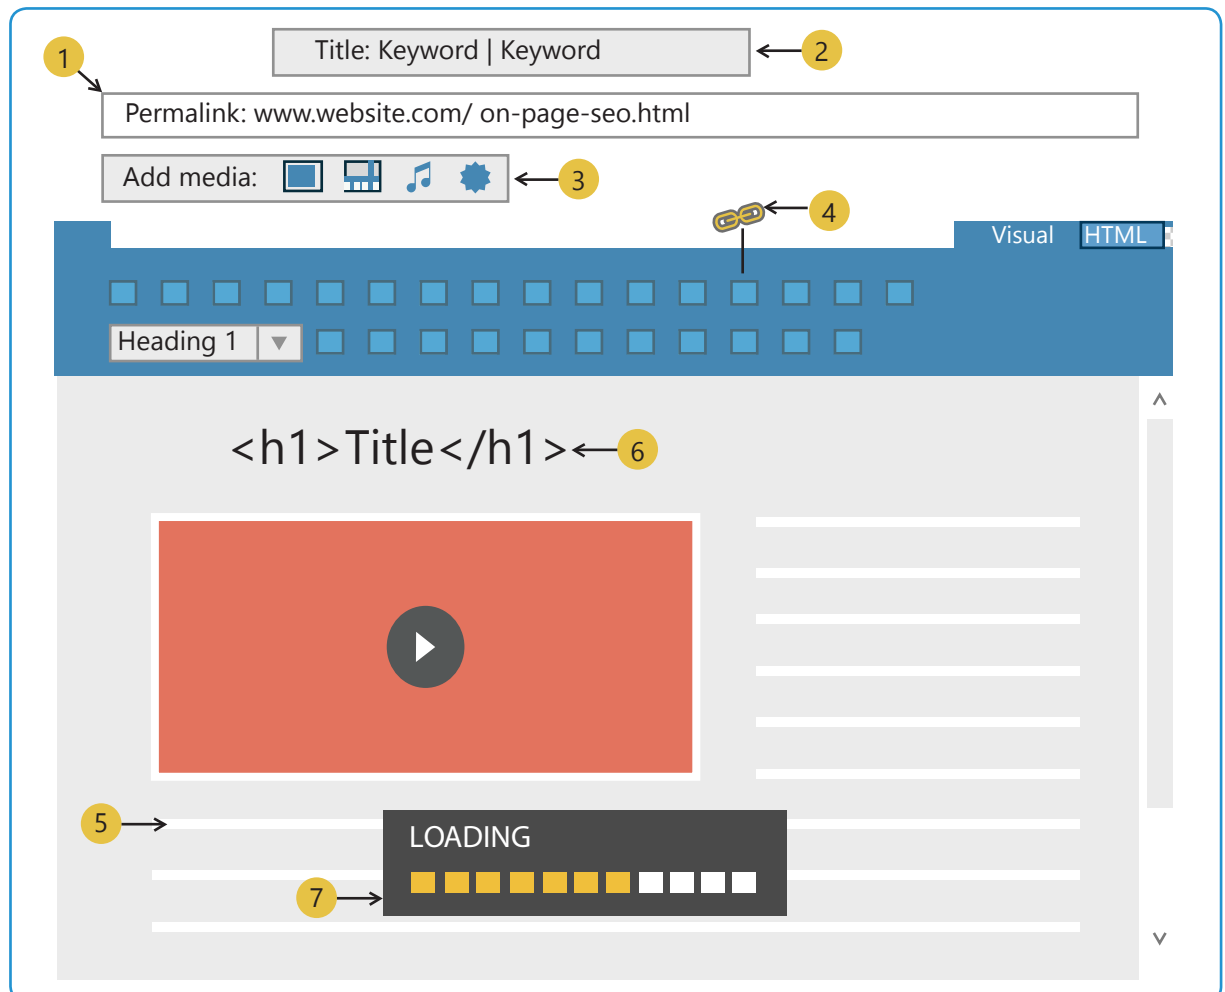 1
Title: Keyword | Keyword
2
Permalink: www.website.com/ on-page-seo.html
Add media:
3
4
Visual HTML
Heading 1
<h1>Title</h1>
6
5
LOADING
7